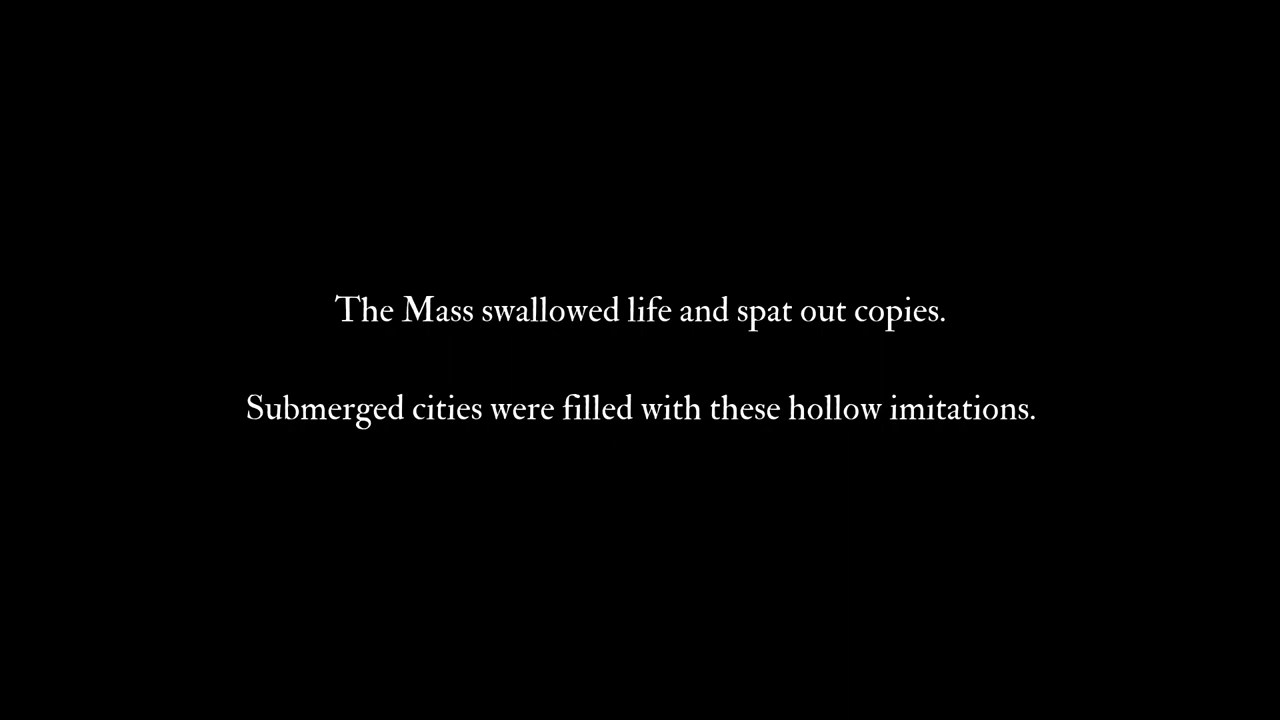 The Mass swallowed life and spat out copies.
Submerged cities were filled with these hollow imitations.